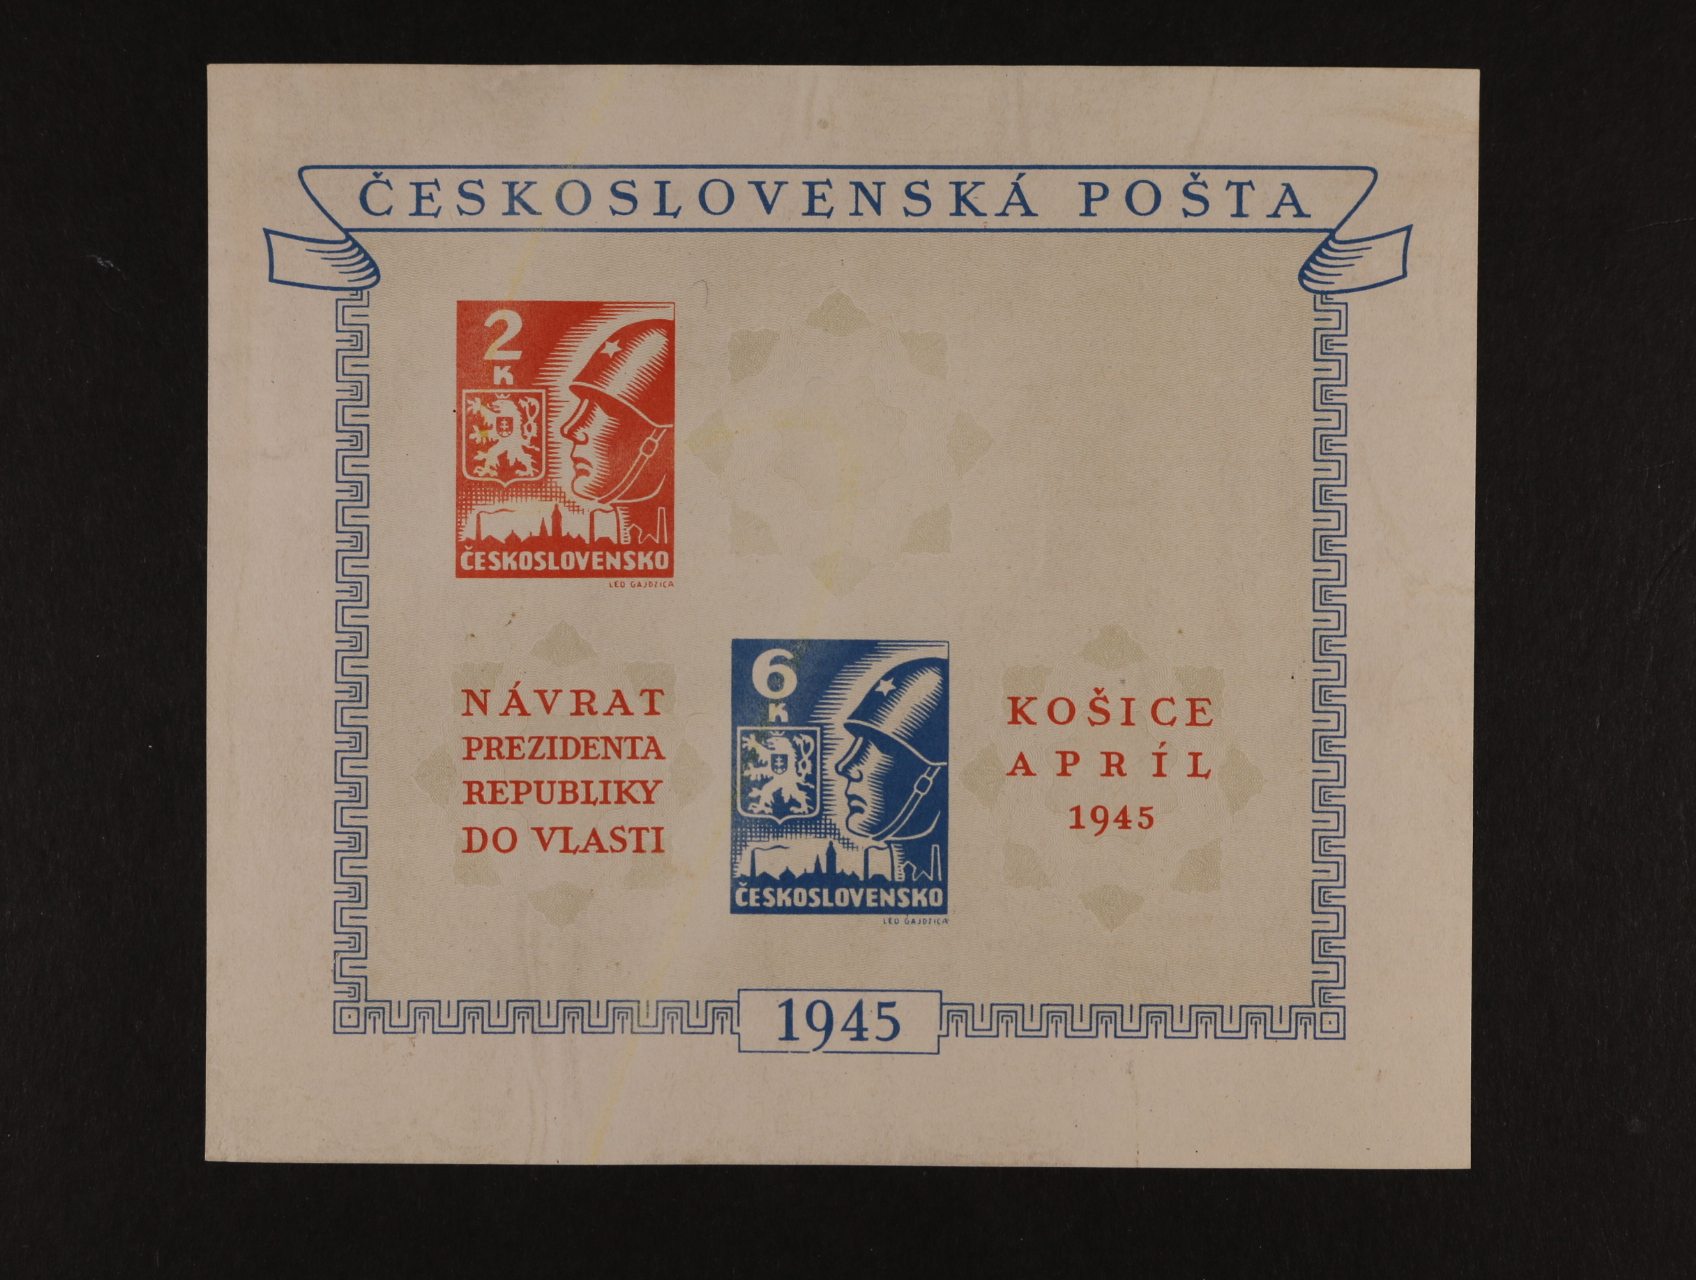 ČESKOSLOVENSKÁ POŠTA
2
K
ČESKOSLOVENSKO
LEO GAJDZICA
NÁVRAT
PREZIDENTA
REPUBLIKY
DO VLASTI
6
K
ČESKOSLOVENSKO
LEO GAJDZICA
KOŠICE
APRÍL
1945
1945